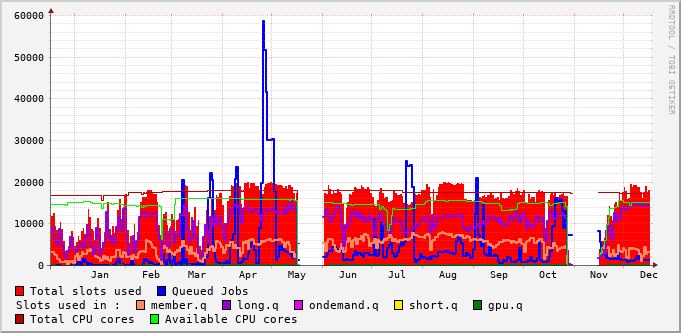 60000
50000
40000
30000
20000
10000
0
Jan Feb Mar Apr May Jun Jul Aug Sep Oct Nov Dec
RRDTOOL / TOBI OETIKER
Total slots used Queued Jobs
Slots used in : member.q long.q ondemand.q short.q gpu.q
Total CPU cores Available CPU cores